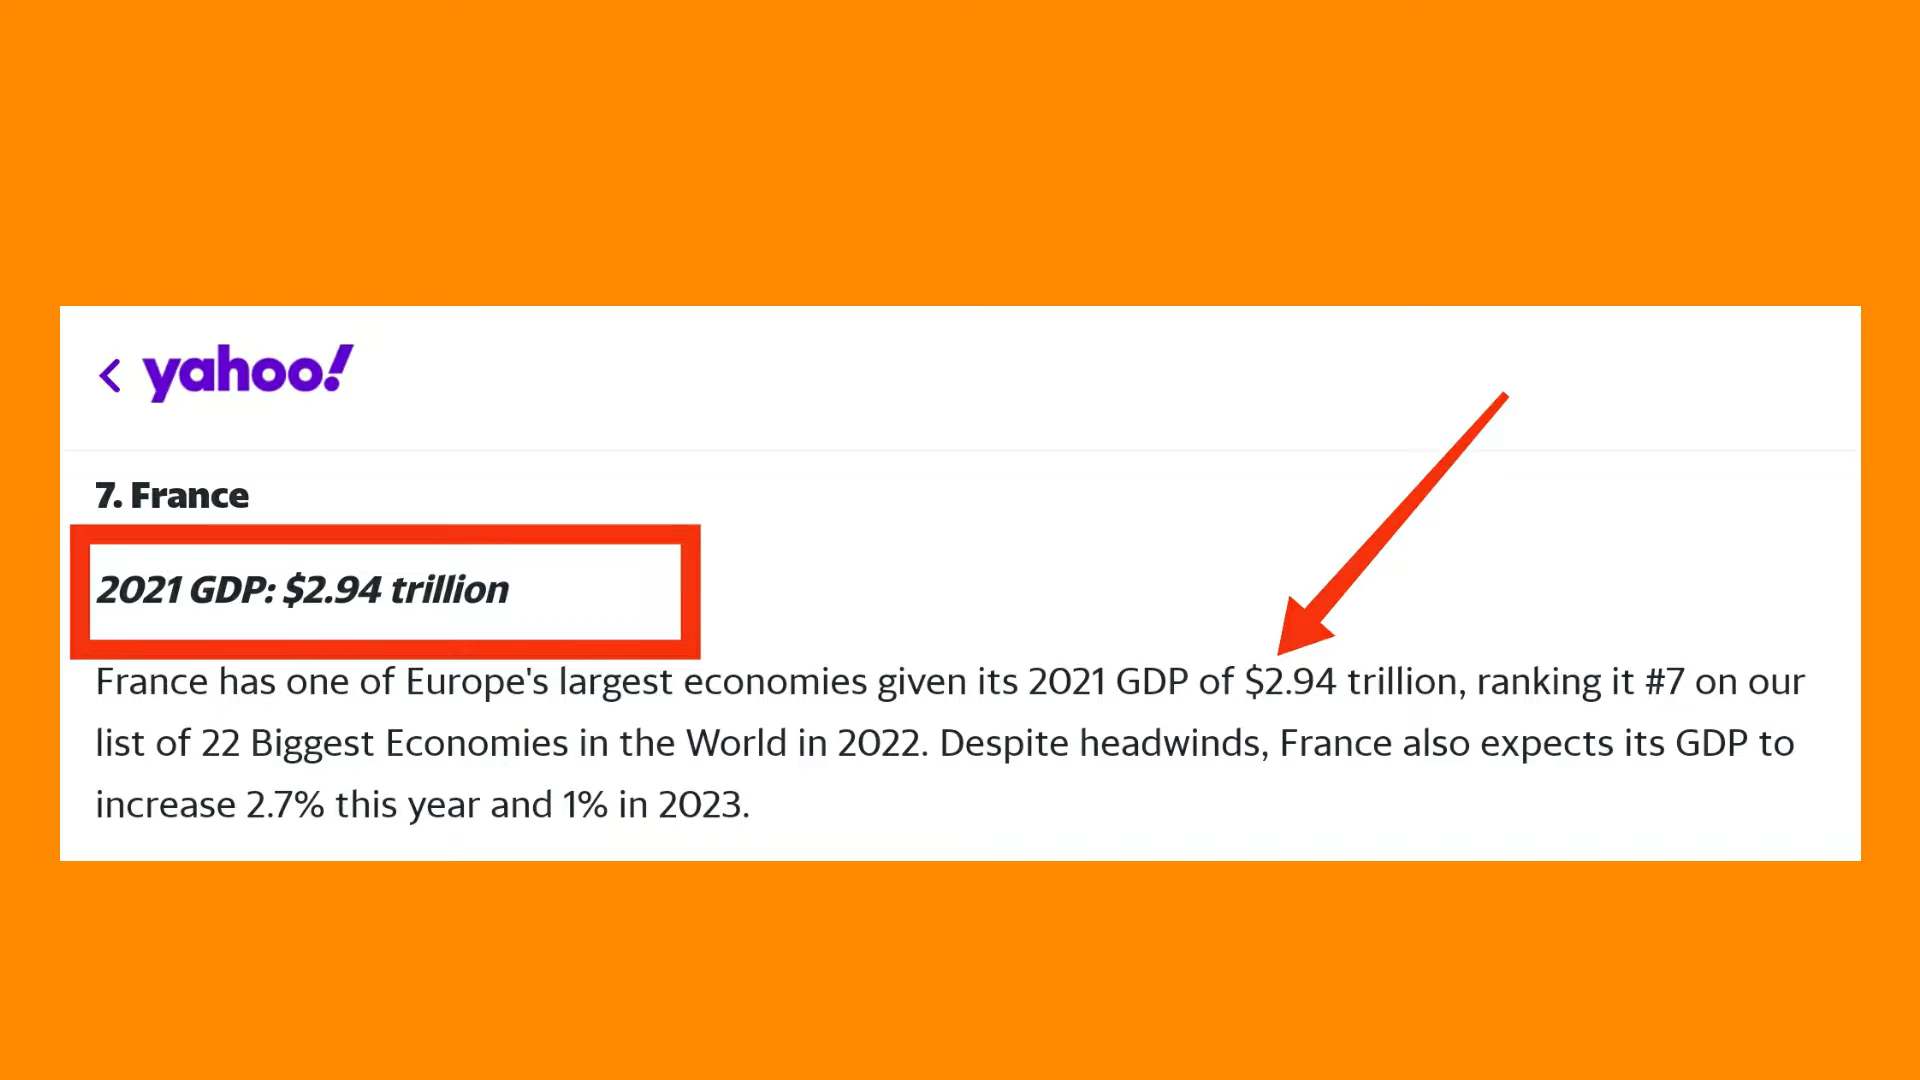 yahoo!
7. France
2021 GDP: $2.94 trillion
France has one of Europe's largest economies given its 2021 GDP of $2.94 trillion, ranking it #7 on our
list of 22 Biggest Economies in the World in 2022. Despite headwinds, France also expects its GDP to
increase 2.7% this year and 1% in 2023.